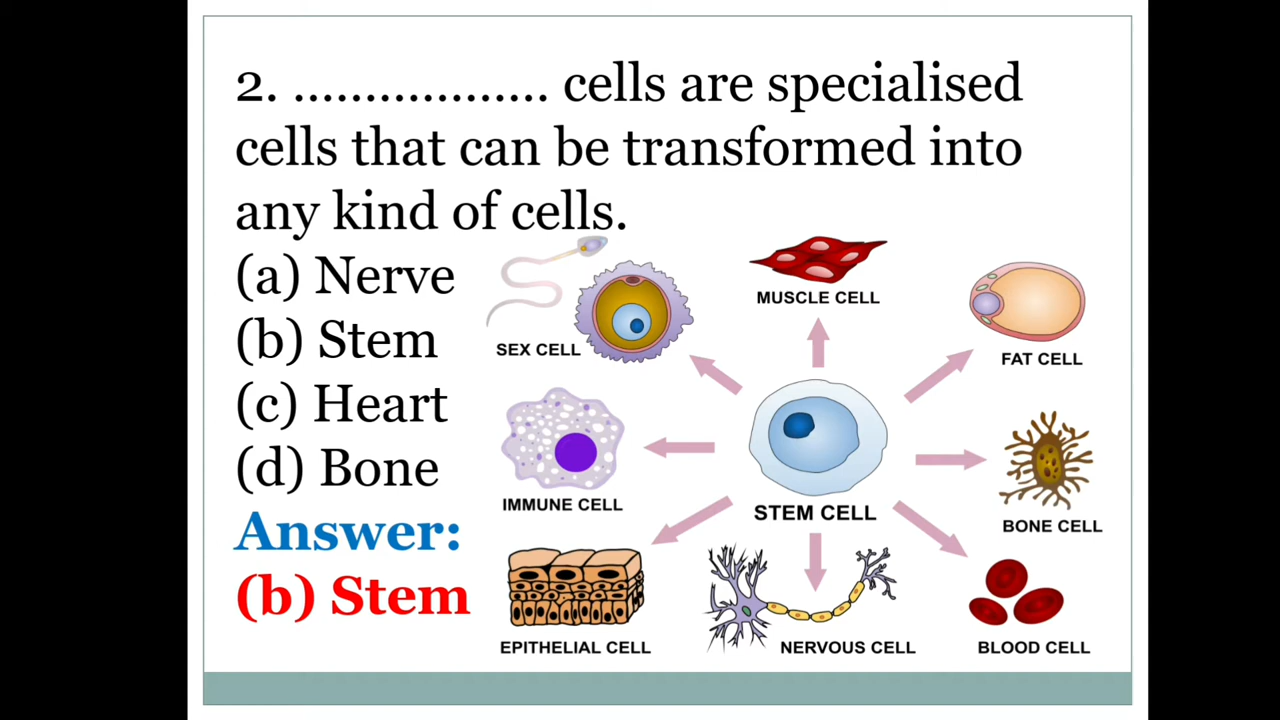 2. .................. cells are specialised
cells that can be transformed into
any kind of cells.
(a) Nerve
(b) Stem
(c) Heart
(d) Bone
Answer:
(b) Stem
MUSCLE CELL
SEX CELL
FAT CELL
IMMUNE CELL
STEM CELL
BONE CELL
EPITHELIAL CELL
NERVOUS CELL
BLOOD CELL